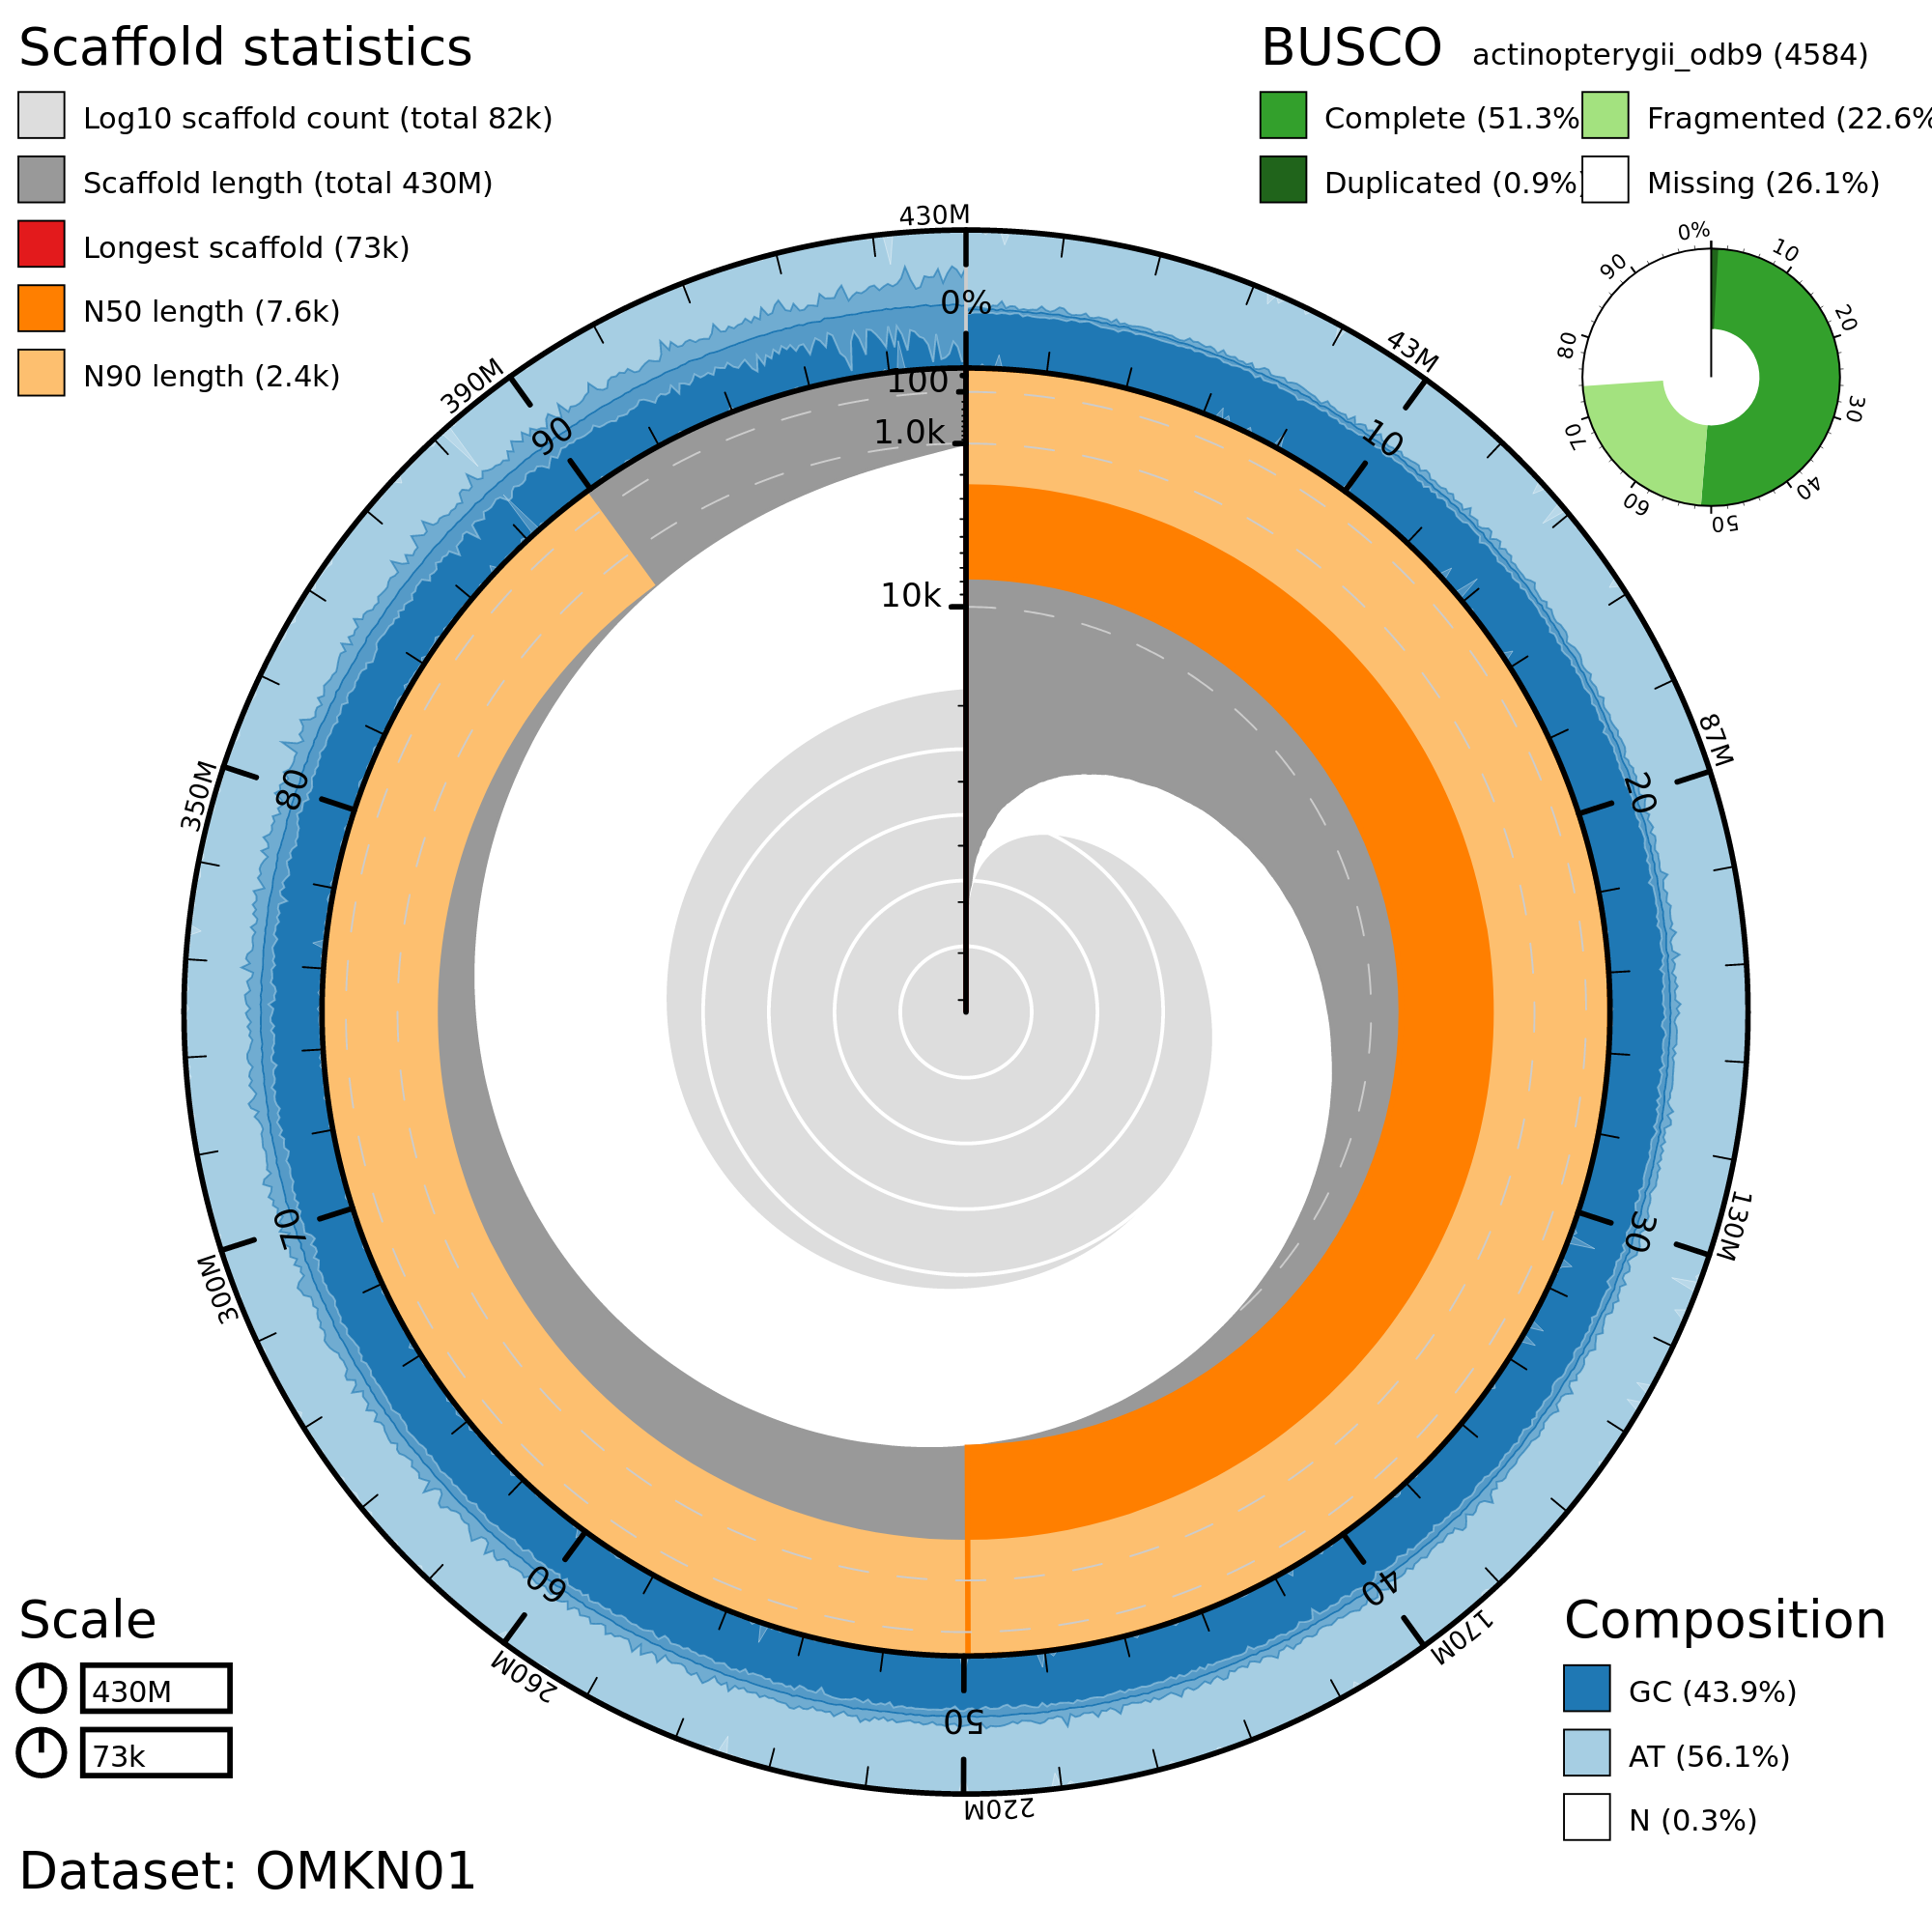 Scaffold statistics
Log10 scaffold count (total 82k)
Scaffold length (total 430M)
Longest scaffold (73k)
N50 length (7.6k)
N90 length (2.4k)
BUSCO actinopterygii_odb9 (4584)
Complete (51.3%
Fragmented (22.6%
Duplicated (0.9%)
Missing (26.1%)
0%
10
20
30
40
50
60
70
80
90
430M
43M
87M
130M
170M
220M
260M
300M
350M
390M
0%
10
20
30
40
50
60
70
80
90
100
1.0k
10k
Scale
430M
73k
Composition
GC (43.9%)
AT (56.1%)
N (0.3%)
Dataset: OMKN01